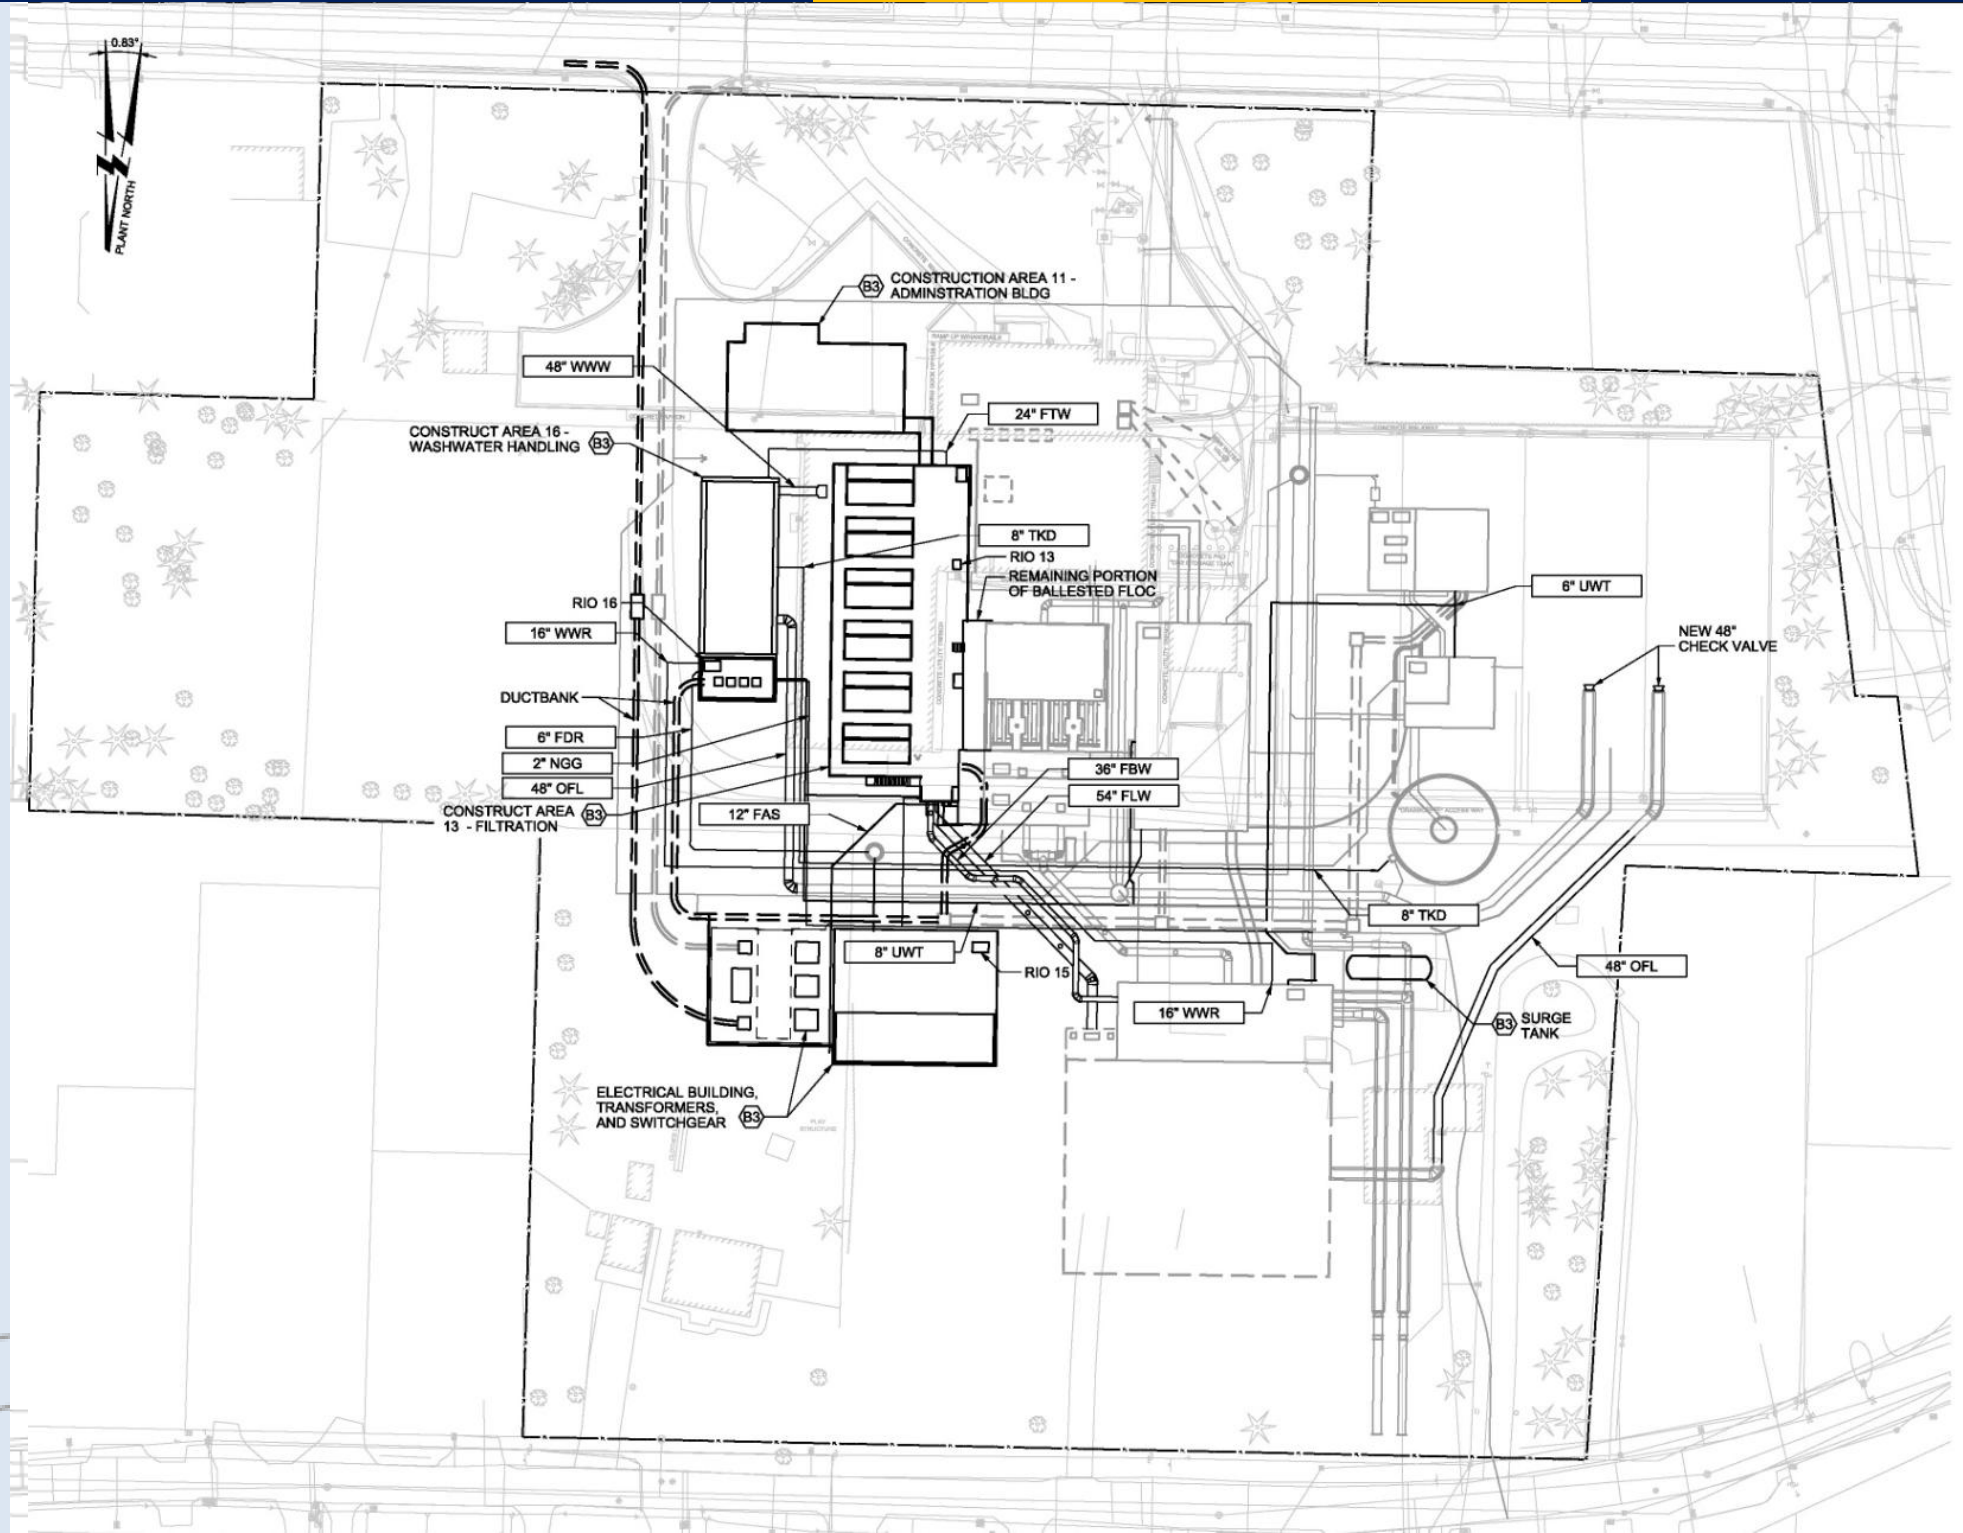 0.83°
PLANT NORTH
B3
CONSTRUCTION AREA 11 -
ADMINSTRATION BLDG
48" WWW
24" FTW
CONSTRUCT AREA 16 -
WASHWATER HANDLING
B3
8" TKD
RIO 13
REMAINING PORTION
OF BALLESTED FLOC
6" UWT
RIO 16
16" WWR
NEW 48"
CHECK VALVE
DUCTBANK
6" FDR
2" NGG
48" OFL
36" FBW
54" FLW
CONSTRUCT AREA
13 - FILTRATION
B3
12" FAS
8" TKD
8" UWT
RIO 15
48" OFL
16" WWR
B3
SURGE
TANK
ELECTRICAL BUILDING,
TRANSFORMERS,
AND SWITCHGEAR
B3
PLAY
STRUCTURE